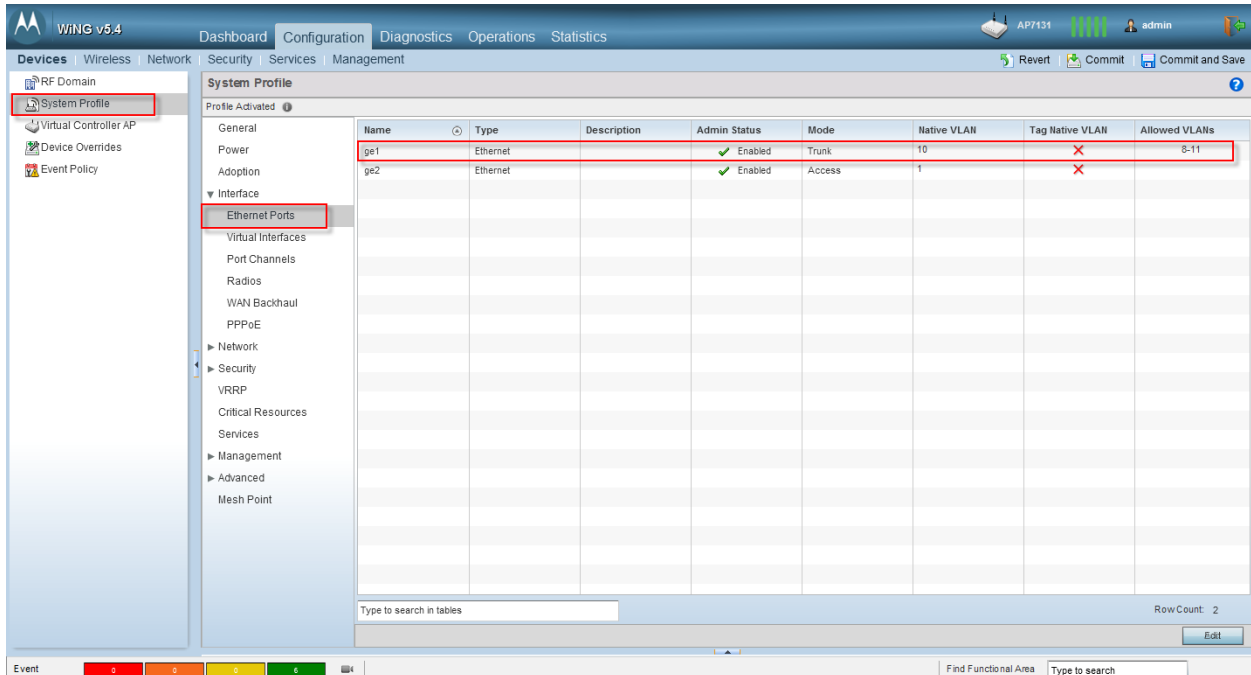 WiNG v5.4
Dashboard Configuration Diagnostics Operations Statistics
AP7131 admin
Devices Wireless Network Security Services Management
Revert Commit Commit and Save
RF Domain
System Profile
Virtual Controller AP
Device Overrides
Event Policy
System Profile
Profile Activated
General
Power
Adoption
Interface
Ethernet Ports
Virtual Interfaces
Port Channels
Radios
WAN Backhaul
PPPoE
Network
Security
VRRP
Critical Resources
Services
Management
Advanced
Mesh Point
Name Type Description Admin Status Mode Native VLAN Tag Native VLAN Allowed VLANs
ge1 Ethernet Enabled Trunk 10 8-11
ge2 Ethernet Enabled Access 1
Type to search in tables
Row Count: 2
Edit
Event 0 0 0 6
Find Functional Area Type to search